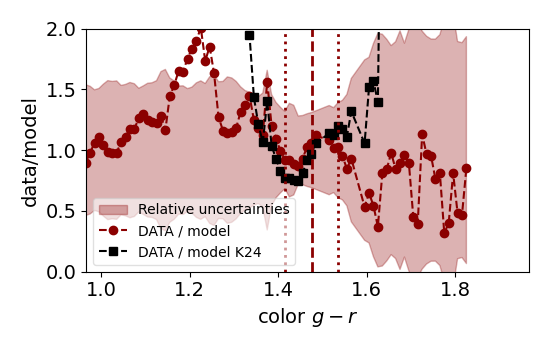 2.0
1.5
1.0
0.5
0.0
data/model
Relative uncertainties
DATA / model
DATA / model K24
1.0 1.2 1.4 1.6 1.8
color g − r